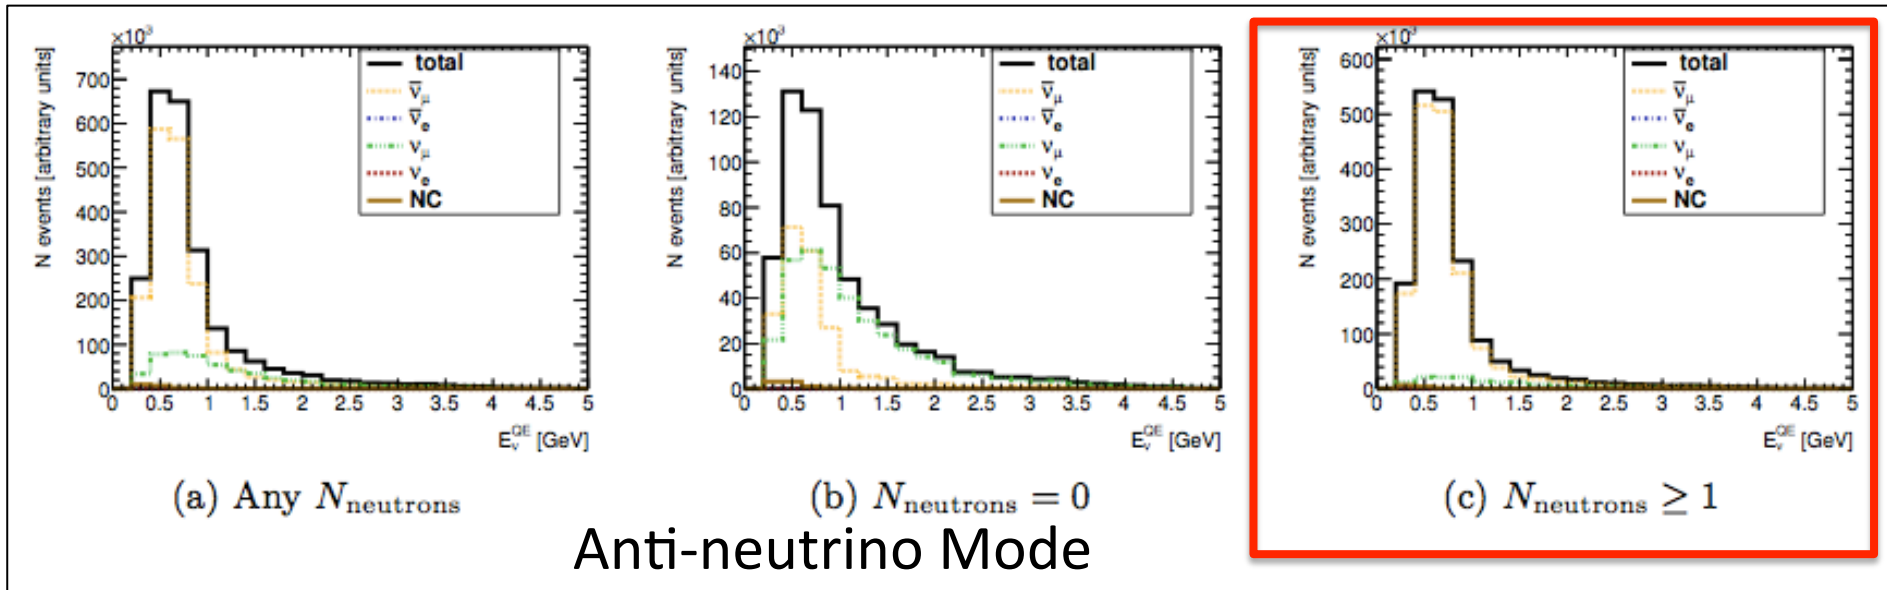 ×10³
N events [arbitrary units]
700
600
500
400
300
200
100
0
total
ν̄μ
ν̄e
νμ
νe
NC
0 0.5 1 1.5 2 2.5 3 3.5 4 4.5 5
EνQE [GeV]
(a) Any Nneutrons
×10³
N events [arbitrary units]
140
120
100
80
60
40
20
0
total
ν̄μ
ν̄e
νμ
νe
NC
0 0.5 1 1.5 2 2.5 3 3.5 4 4.5 5
EνQE [GeV]
(b) Nneutrons = 0
×10³
N events [arbitrary units]
600
500
400
300
200
100
0
total
ν̄μ
ν̄e
νμ
νe
NC
0 0.5 1 1.5 2 2.5 3 3.5 4 4.5 5
EνQE [GeV]
(c) Nneutrons ≥ 1
Anti-neutrino Mode